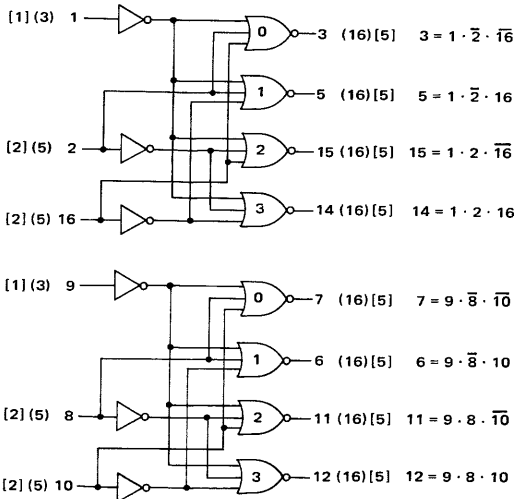 [1] (3) 1 0 3 (16) [5] 3 = 1 · 2̅ · 1̅6̅
1 5 (16) [5] 5 = 1 · 2̅ · 16
[2] (5) 2 2 15 (16) [5] 15 = 1 · 2 · 1̅6̅
[2] (5) 16 3 14 (16) [5] 14 = 1 · 2 · 16
[1] (3) 9 0 7 (16) [5] 7 = 9 · 8̅ · 1̅0̅
1 6 (16) [5] 6 = 9 · 8̅ · 10
[2] (5) 8 2 11 (16) [5] 11 = 9 · 8 · 1̅0̅
[2] (5) 10 3 12 (16) [5] 12 = 9 · 8 · 10